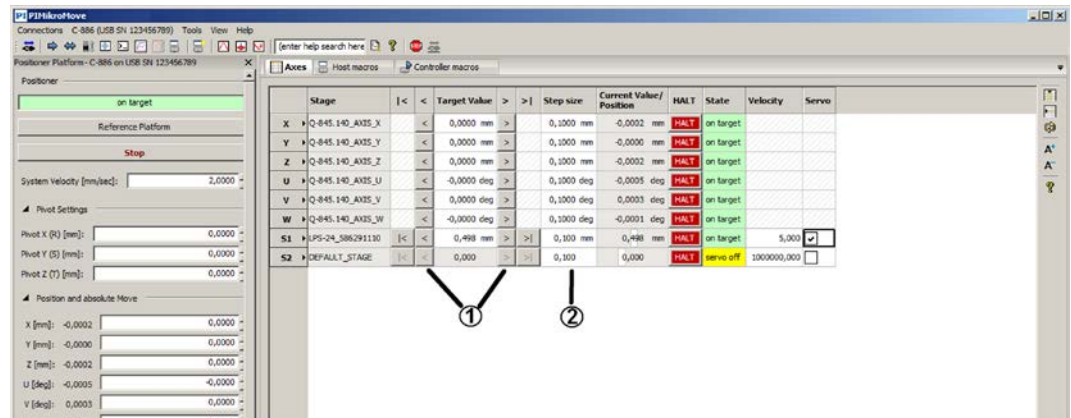 PI PIMikroMove
Connections C-886 (USB SN 123456789) Tools View Help
[enter help search here
Positioner Platform - C-886 on USB SN 123456789
Axes Host macros Controller macros
Positioner
on target
Reference Platform
Stop
System Velocity [mm/sec]: 2,0000
Pivot Settings
Pivot X (R) [mm]: 0,0000
Pivot Y (S) [mm]: 0,0000
Pivot Z (T) [mm]: 0,0000
Position and absolute Move
X [mm]: -0,0002 0,0000
Y [mm]: -0,0000 0,0000
Z [mm]: -0,0002 0,0000
U [deg]: -0,0005 -0,0000
V [deg]: 0,0003 0,0000
Stage |< < Target Value > >| Step size Current Value/ Position HALT State Velocity Servo
X Q-845.140_AXIS_X < 0,0000 mm > 0,1000 mm -0,0002 mm HALT on target
Y Q-845.140_AXIS_Y < 0,0000 mm > 0,1000 mm -0,0000 mm HALT on target
Z Q-845.140_AXIS_Z < 0,0000 mm > 0,1000 mm -0,0002 mm HALT on target
U Q-845.140_AXIS_U < -0,0000 deg > 0,1000 deg -0,0005 deg HALT on target
V Q-845.140_AXIS_V < 0,0000 deg > 0,1000 deg 0,0003 deg HALT on target
W Q-845.140_AXIS_W < -0,0000 deg > 0,1000 deg -0,0001 deg HALT on target
S1 LPS-24_586291110 |< < 0,498 mm > >| 0,100 mm 0,498 mm HALT on target 5,000
S2 DEFAULT_STAGE |< < 0,000 > >| 0,100 0,000 HALT servo off 1000000,000
1 2